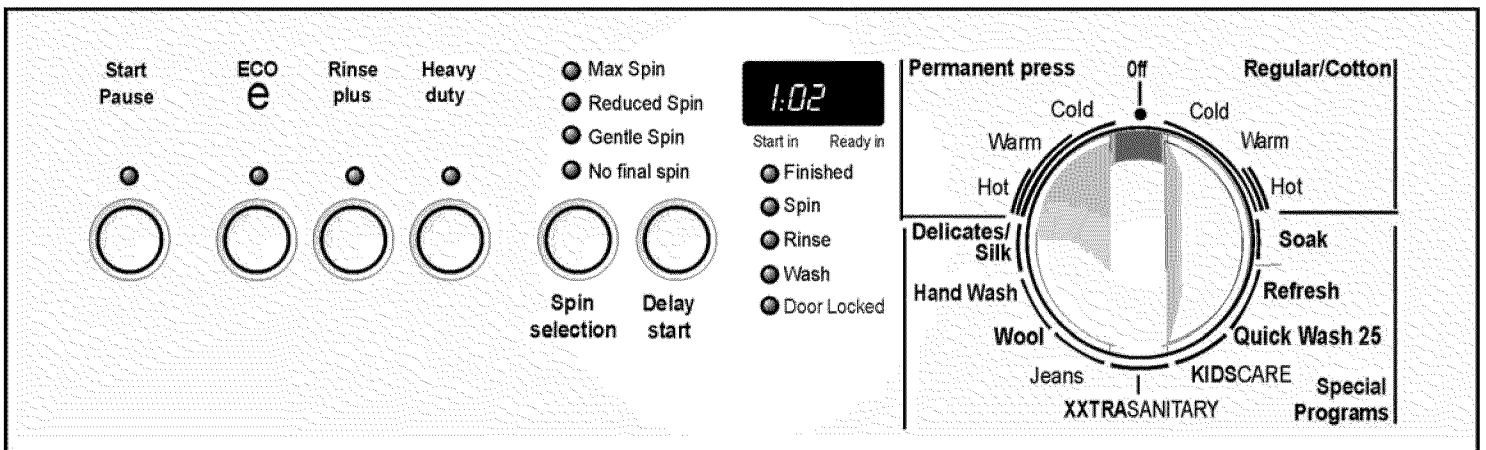 Start
Pause
ECO
e
Rinse
plus
Heavy
duty
Max Spin
Reduced Spin
Gentle Spin
No final spin
Spin
selection
Delay
start
1:02
Start in Ready in
Finished
Spin
Rinse
Wash
Door Locked
Permanent press
Off
Regular/Cotton
Cold
Warm
Hot
Cold
Warm
Hot
Delicates/
Silk
Hand Wash
Wool
Jeans
XXTRASANITARY
KIDSCARE
Quick Wash 25
Refresh
Soak
Special
Programs